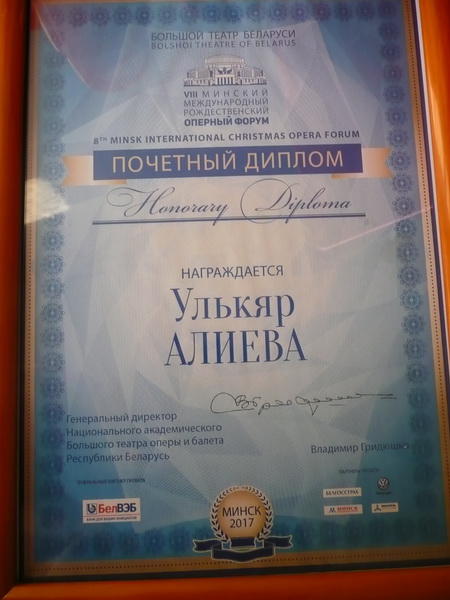 БОЛЬШОЙ ТЕАТР БЕЛАРУСИ
BOLSHOI THEATRE OF BELARUS
VIII МИНСКИЙ
МЕЖДУНАРОДНЫЙ
РОЖДЕСТВЕНСКИЙ
ОПЕРНЫЙ ФОРУМ
8TH MINSK INTERNATIONAL CHRISTMAS OPERA FORUM
ПОЧЕТНЫЙ ДИПЛОМ
Honorary Diploma
НАГРАЖДАЕТСЯ
Улькяр
АЛИЕВА
Генеральный директор
Национального академического
Большого театра оперы и балета
Республики Беларусь
Владимир Гридюшко
БелВЭБ
БЕЛГОССТРАХ
МИНСК
2017